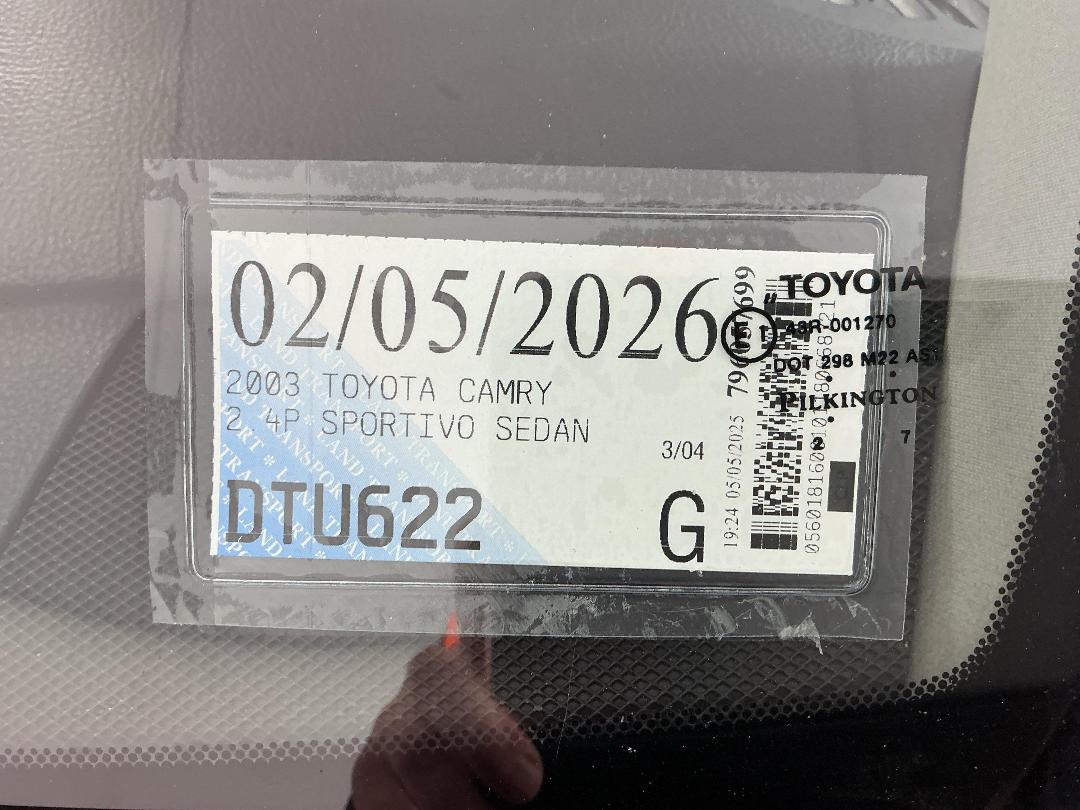 02/05/2026
2003 TOYOTA CAMRY
2.4P SPORTIVO SEDAN
3/04
DTU622
G
19:24 05/05/2025
TOYOTA
43R-001270
DOT 298 M22 AS1
PILKINGTON
2 7